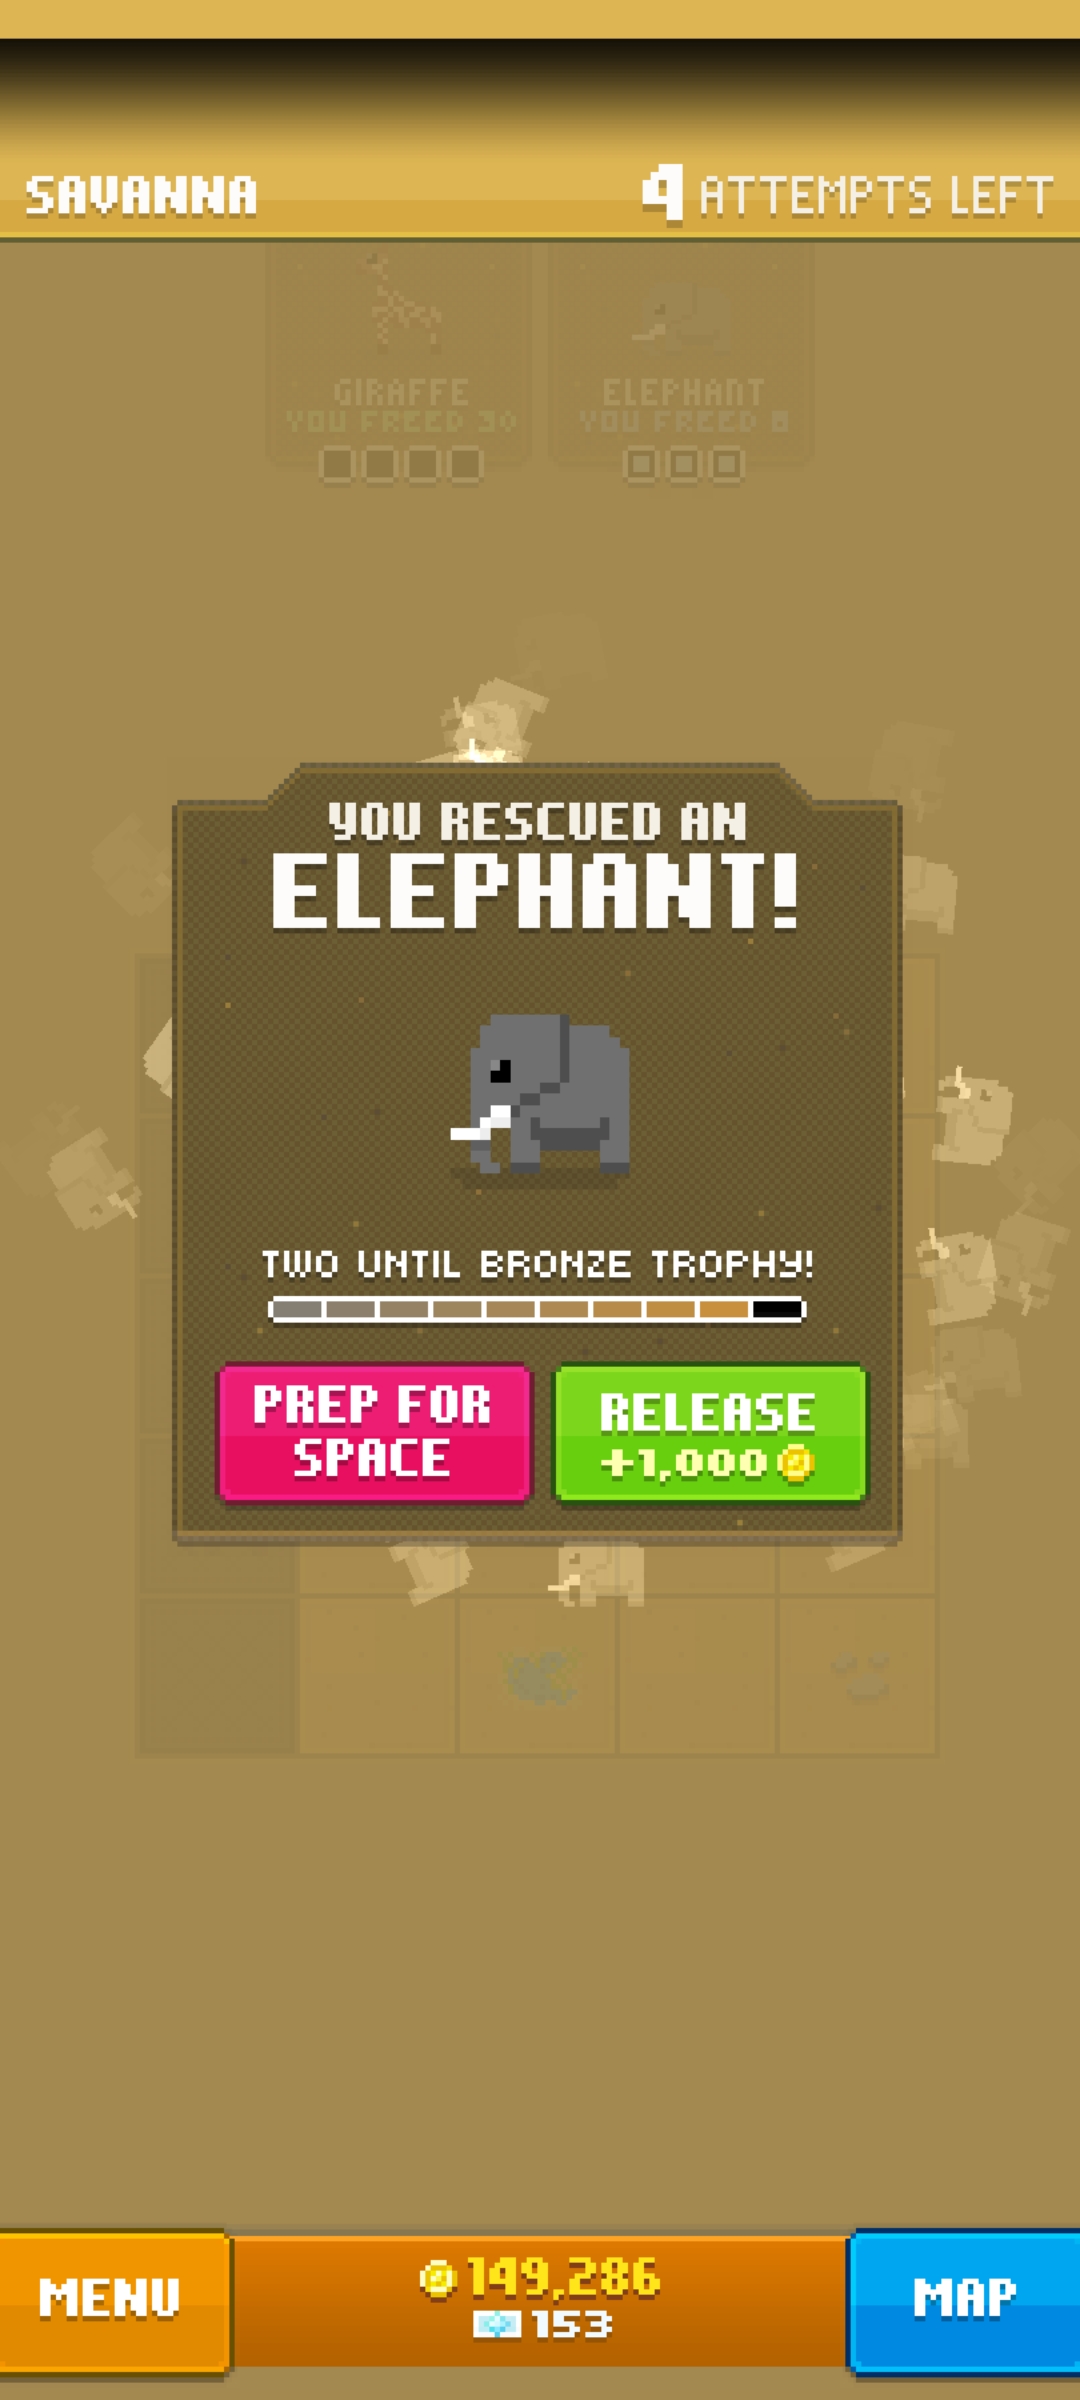 SAVANNA
4 ATTEMPTS LEFT
GIRAFFE
YOU FREED 30
ELEPHANT
YOU FREED 8
YOU RESCUED AN
ELEPHANT!
TWO UNTIL BRONZE TROPHY!
PREP FOR
SPACE
RELEASE
+1,000
MENU
149,286
153
MAP